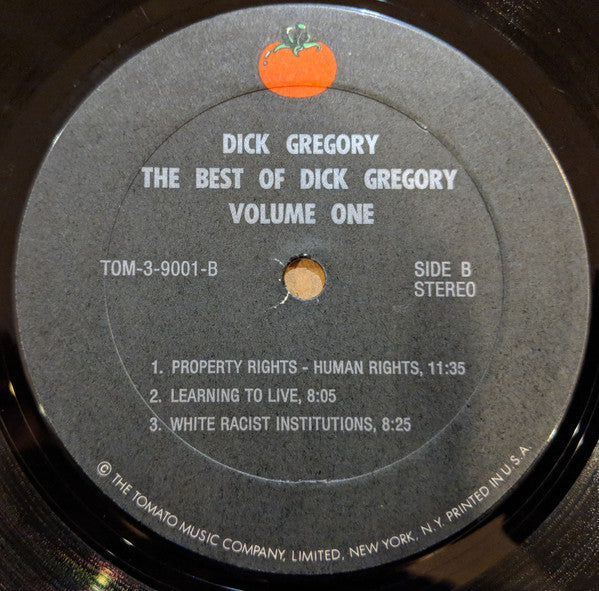 DICK GREGORY
THE BEST OF DICK GREGORY
VOLUME ONE
TOM-3-9001-B
SIDE B
STEREO
1. PROPERTY RIGHTS - HUMAN RIGHTS, 11:35
2. LEARNING TO LIVE, 8:05
3. WHITE RACIST INSTITUTIONS, 8:25
© THE TOMATO MUSIC COMPANY, LIMITED, NEW YORK, N.Y. PRINTED IN U.S.A.